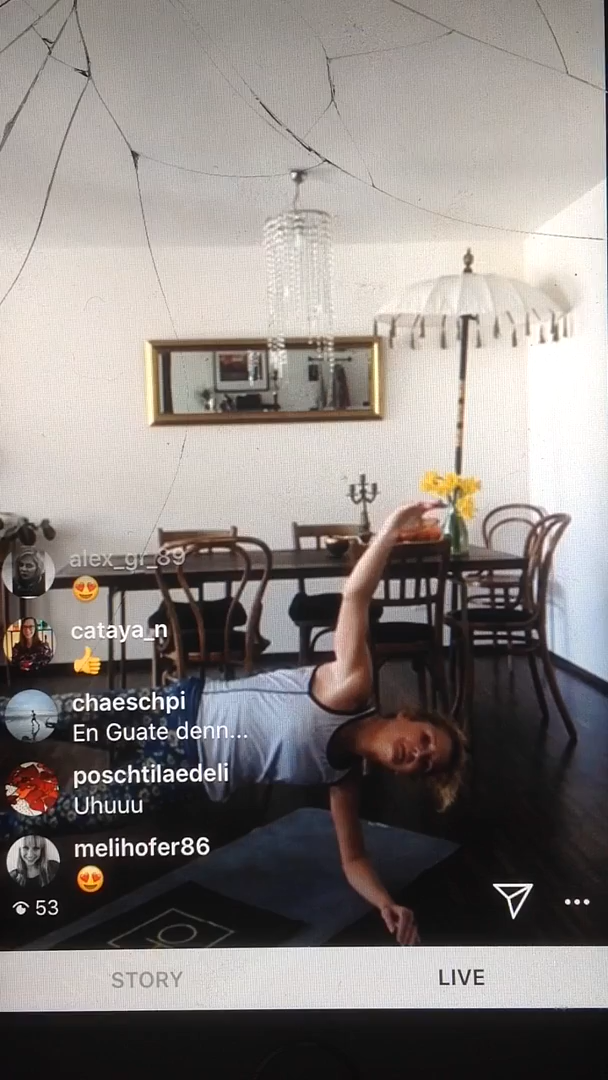 alex_gr_89
cataya_n
chaeschpi
En Guate denn...
poschtilaedeli
Uhuuu
melihofer86
53
STORY
LIVE